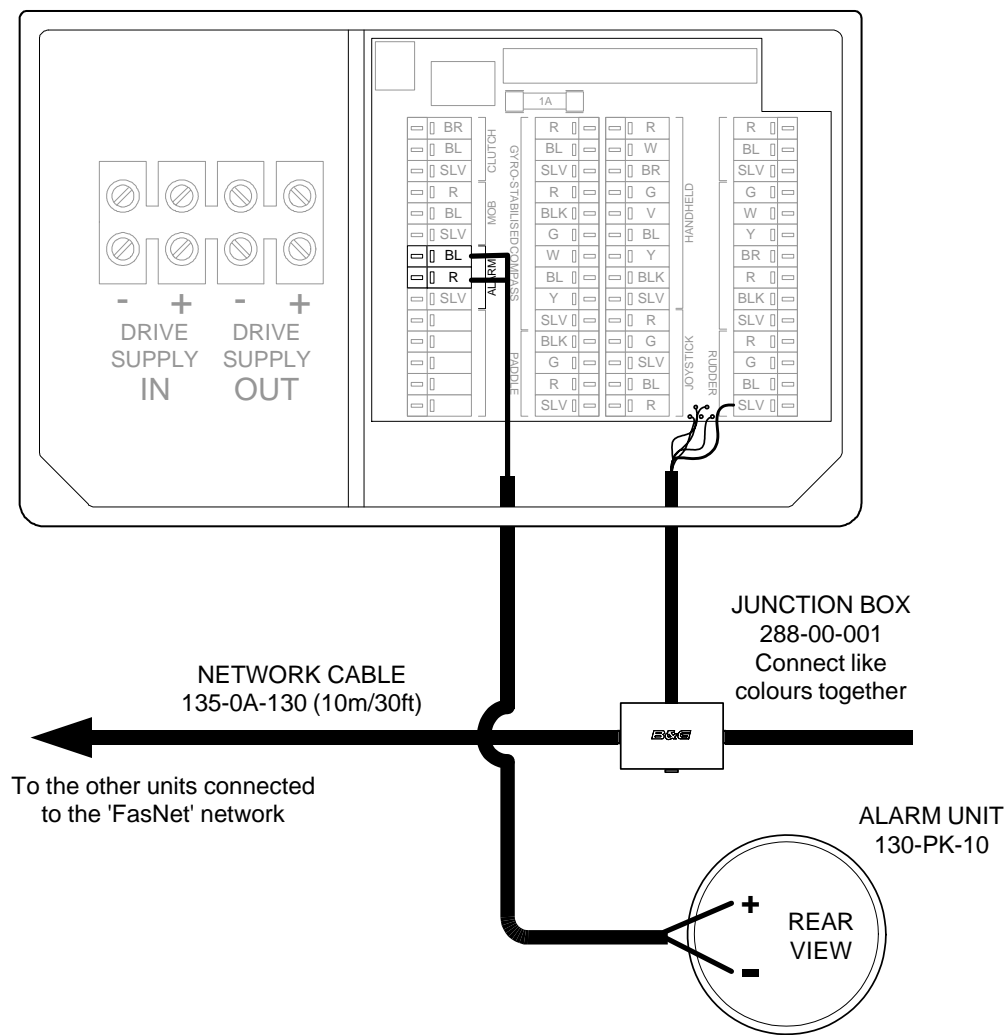 1A
BR
BL
SLV
R
BL
SLV
BL
R
SLV
CLUTCH
MOB
ALARM
GYRO-STABILISED COMPASS
PADDLE
R
BL
SLV
R
BLK
G
W
BL
Y
SLV
BLK
G
R
SLV
R
W
BR
G
V
BL
Y
BLK
SLV
R
G
SLV
BL
R
HANDHELD
JOYSTICK
RUDDER
R
BL
SLV
G
W
Y
BR
R
BLK
SLV
R
G
BL
SLV
- + - +
DRIVE
SUPPLY
IN
DRIVE
SUPPLY
OUT
JUNCTION BOX
288-00-001
Connect like
colours together
NETWORK CABLE
135-0A-130 (10m/30ft)
B&G
To the other units connected
to the 'FasNet' network
ALARM UNIT
130-PK-10
+
REAR
VIEW
-